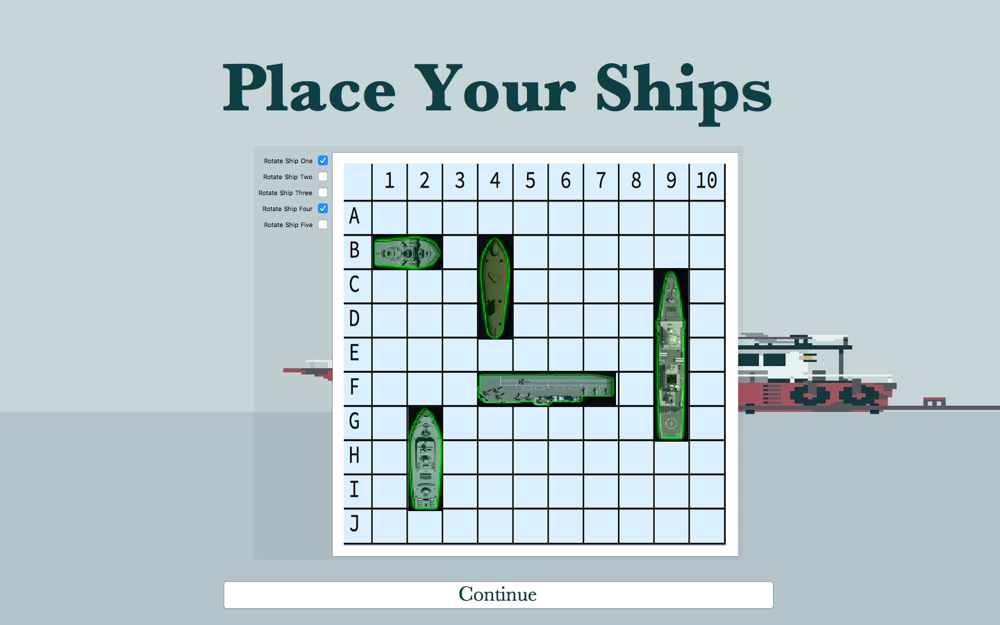 Place Your Ships
Rotate Ship One
Rotate Ship Two
Rotate Ship Three
Rotate Ship Four
Rotate Ship Five
1 2 3 4 5 6 7 8 9 10
A
B
C
D
E
F
G
H
I
J
Continue